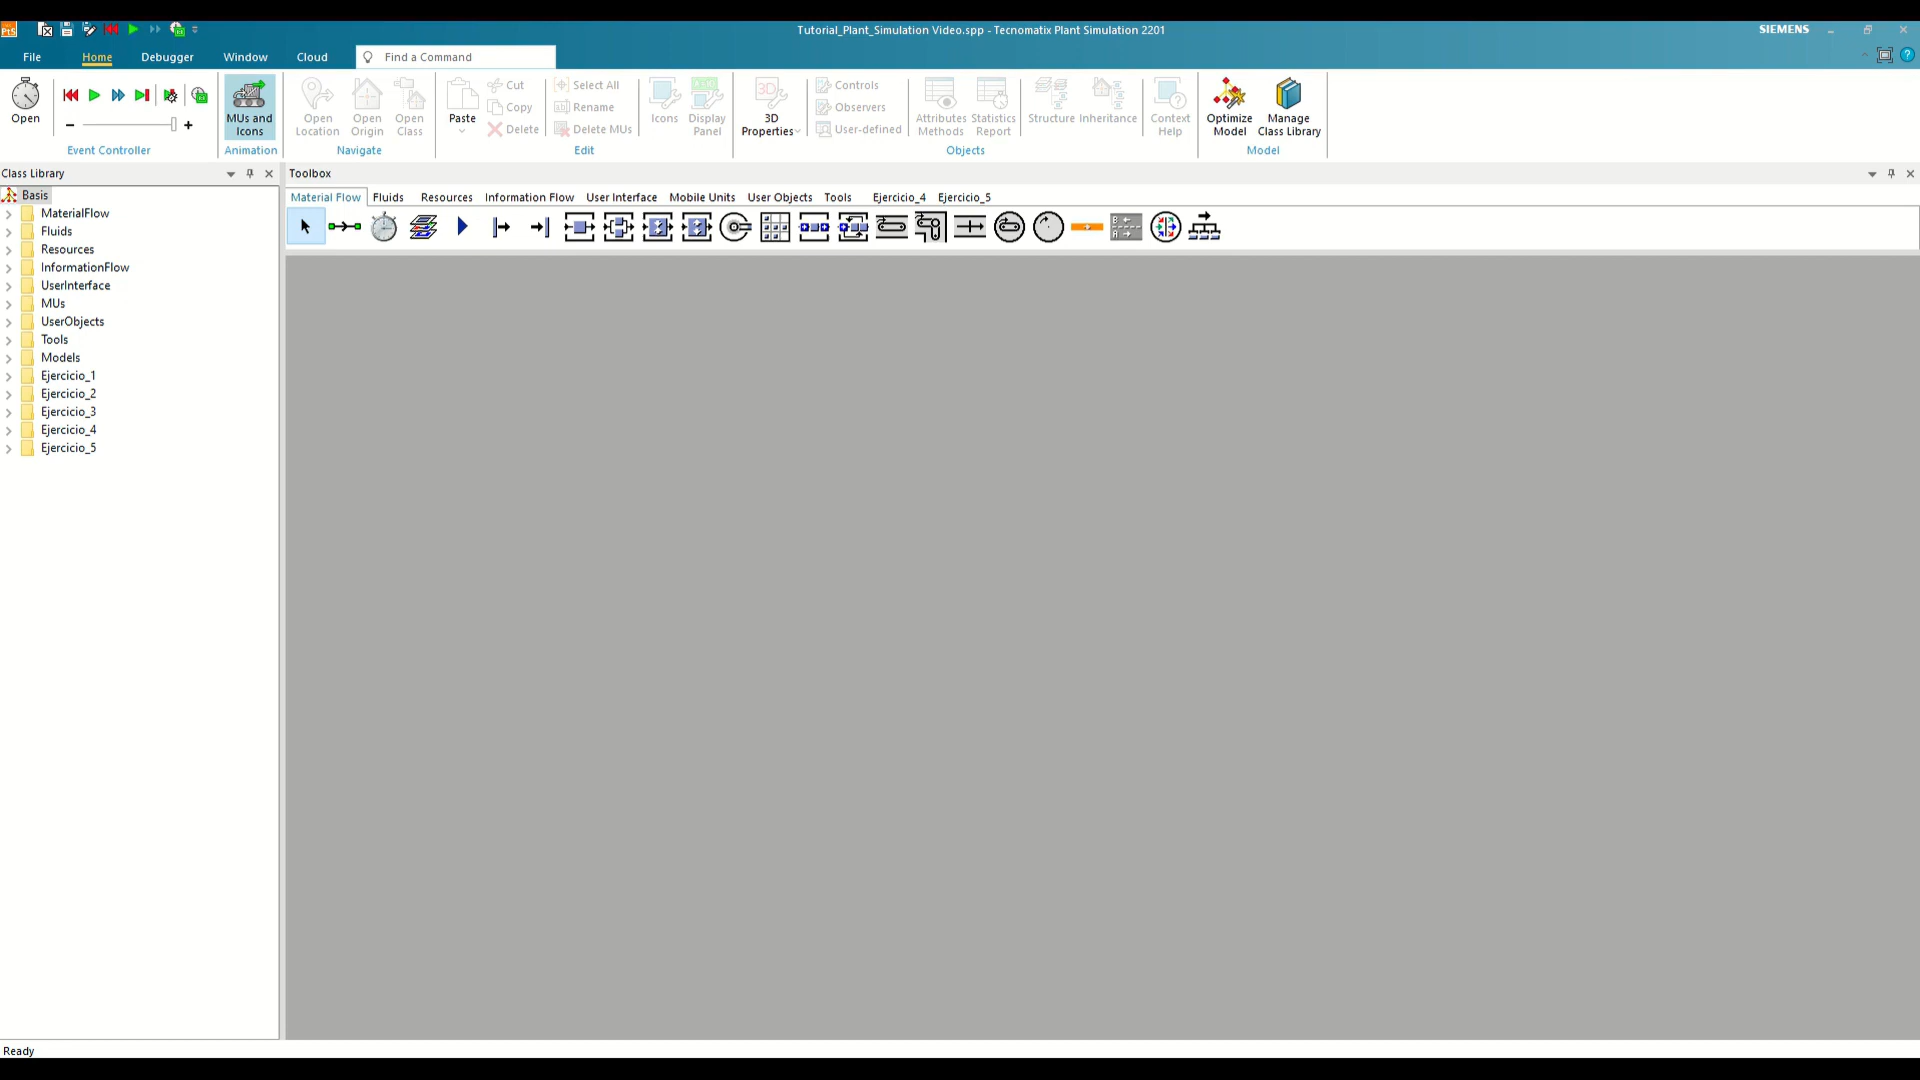 Tutorial_Plant_Simulation Video.spp - Tecnomatix Plant Simulation 2201
SIEMENS
File Home Debugger Window Cloud Find a Command
Open
Event Controller
MUs and Icons
Animation
Open Location
Open Origin
Open Class
Navigate
Paste
Cut
Copy
Delete
Select All
Rename
Delete MUs
Edit
Icons
Display Panel
3D Properties
Controls
Observers
User-defined
Attributes Methods
Statistics Report
Structure Inheritance
Context Help
Objects
Optimize Model
Manage Class Library
Model
Class Library
Basis
MaterialFlow
Fluids
Resources
InformationFlow
UserInterface
MUs
UserObjects
Tools
Models
Ejercicio_1
Ejercicio_2
Ejercicio_3
Ejercicio_4
Ejercicio_5
Toolbox
Material Flow Fluids Resources Information Flow User Interface Mobile Units User Objects Tools Ejercicio_4 Ejercicio_5
Ready